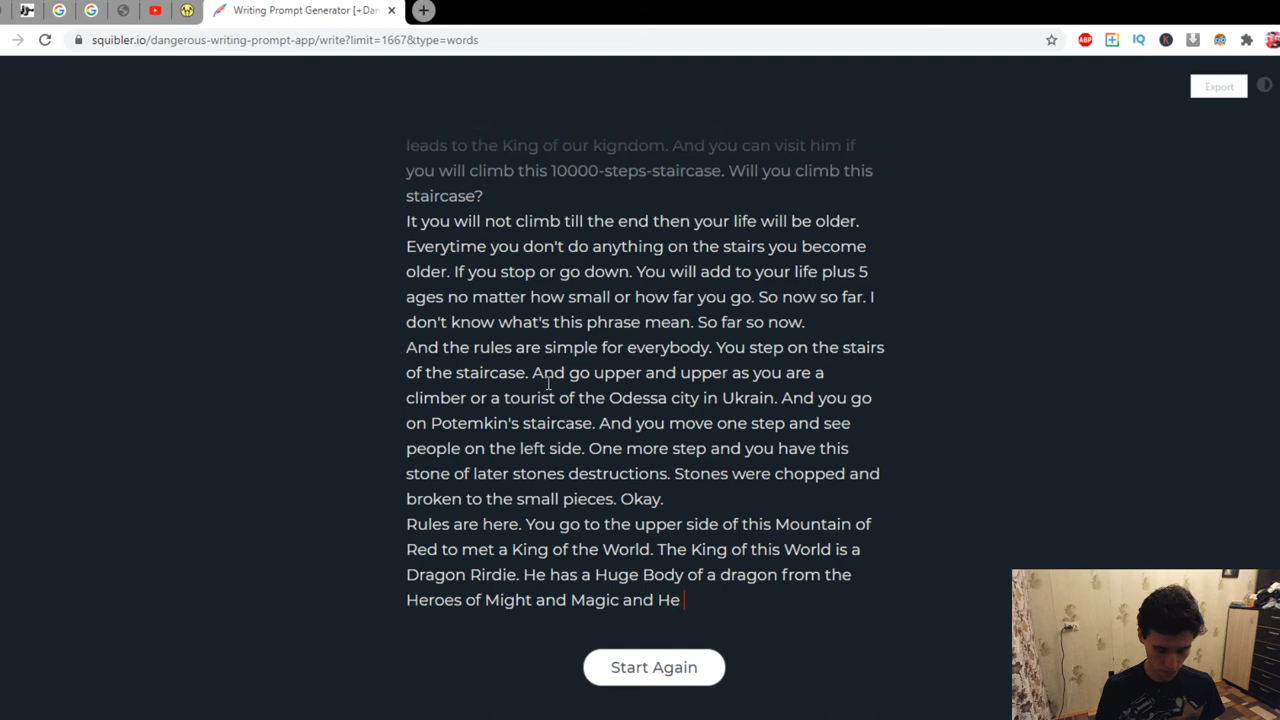 Writing Prompt Generator [+Dan
squibler.io/dangerous-writing-prompt-app/write?limit=1667&type=words
ABP
IQ
K
Export
leads to the King of our kigndom. And you can visit him if
you will climb this 10000-steps-staircase. Will you climb this
staircase?
It you will not climb till the end then your life will be older.
Everytime you don't do anything on the stairs you become
older. If you stop or go down. You will add to your life plus 5
ages no matter how small or how far you go. So now so far. I
don't know what's this phrase mean. So far so now.
And the rules are simple for everybody. You step on the stairs
of the staircase. And go upper and upper as you are a
climber or a tourist of the Odessa city in Ukrain. And you go
on Potemkin's staircase. And you move one step and see
people on the left side. One more step and you have this
stone of later stones destructions. Stones were chopped and
broken to the small pieces. Okay.
Rules are here. You go to the upper side of this Mountain of
Red to met a King of the World. The King of this World is a
Dragon Rirdie. He has a Huge Body of a dragon from the
Heroes of Might and Magic and He
Start Again